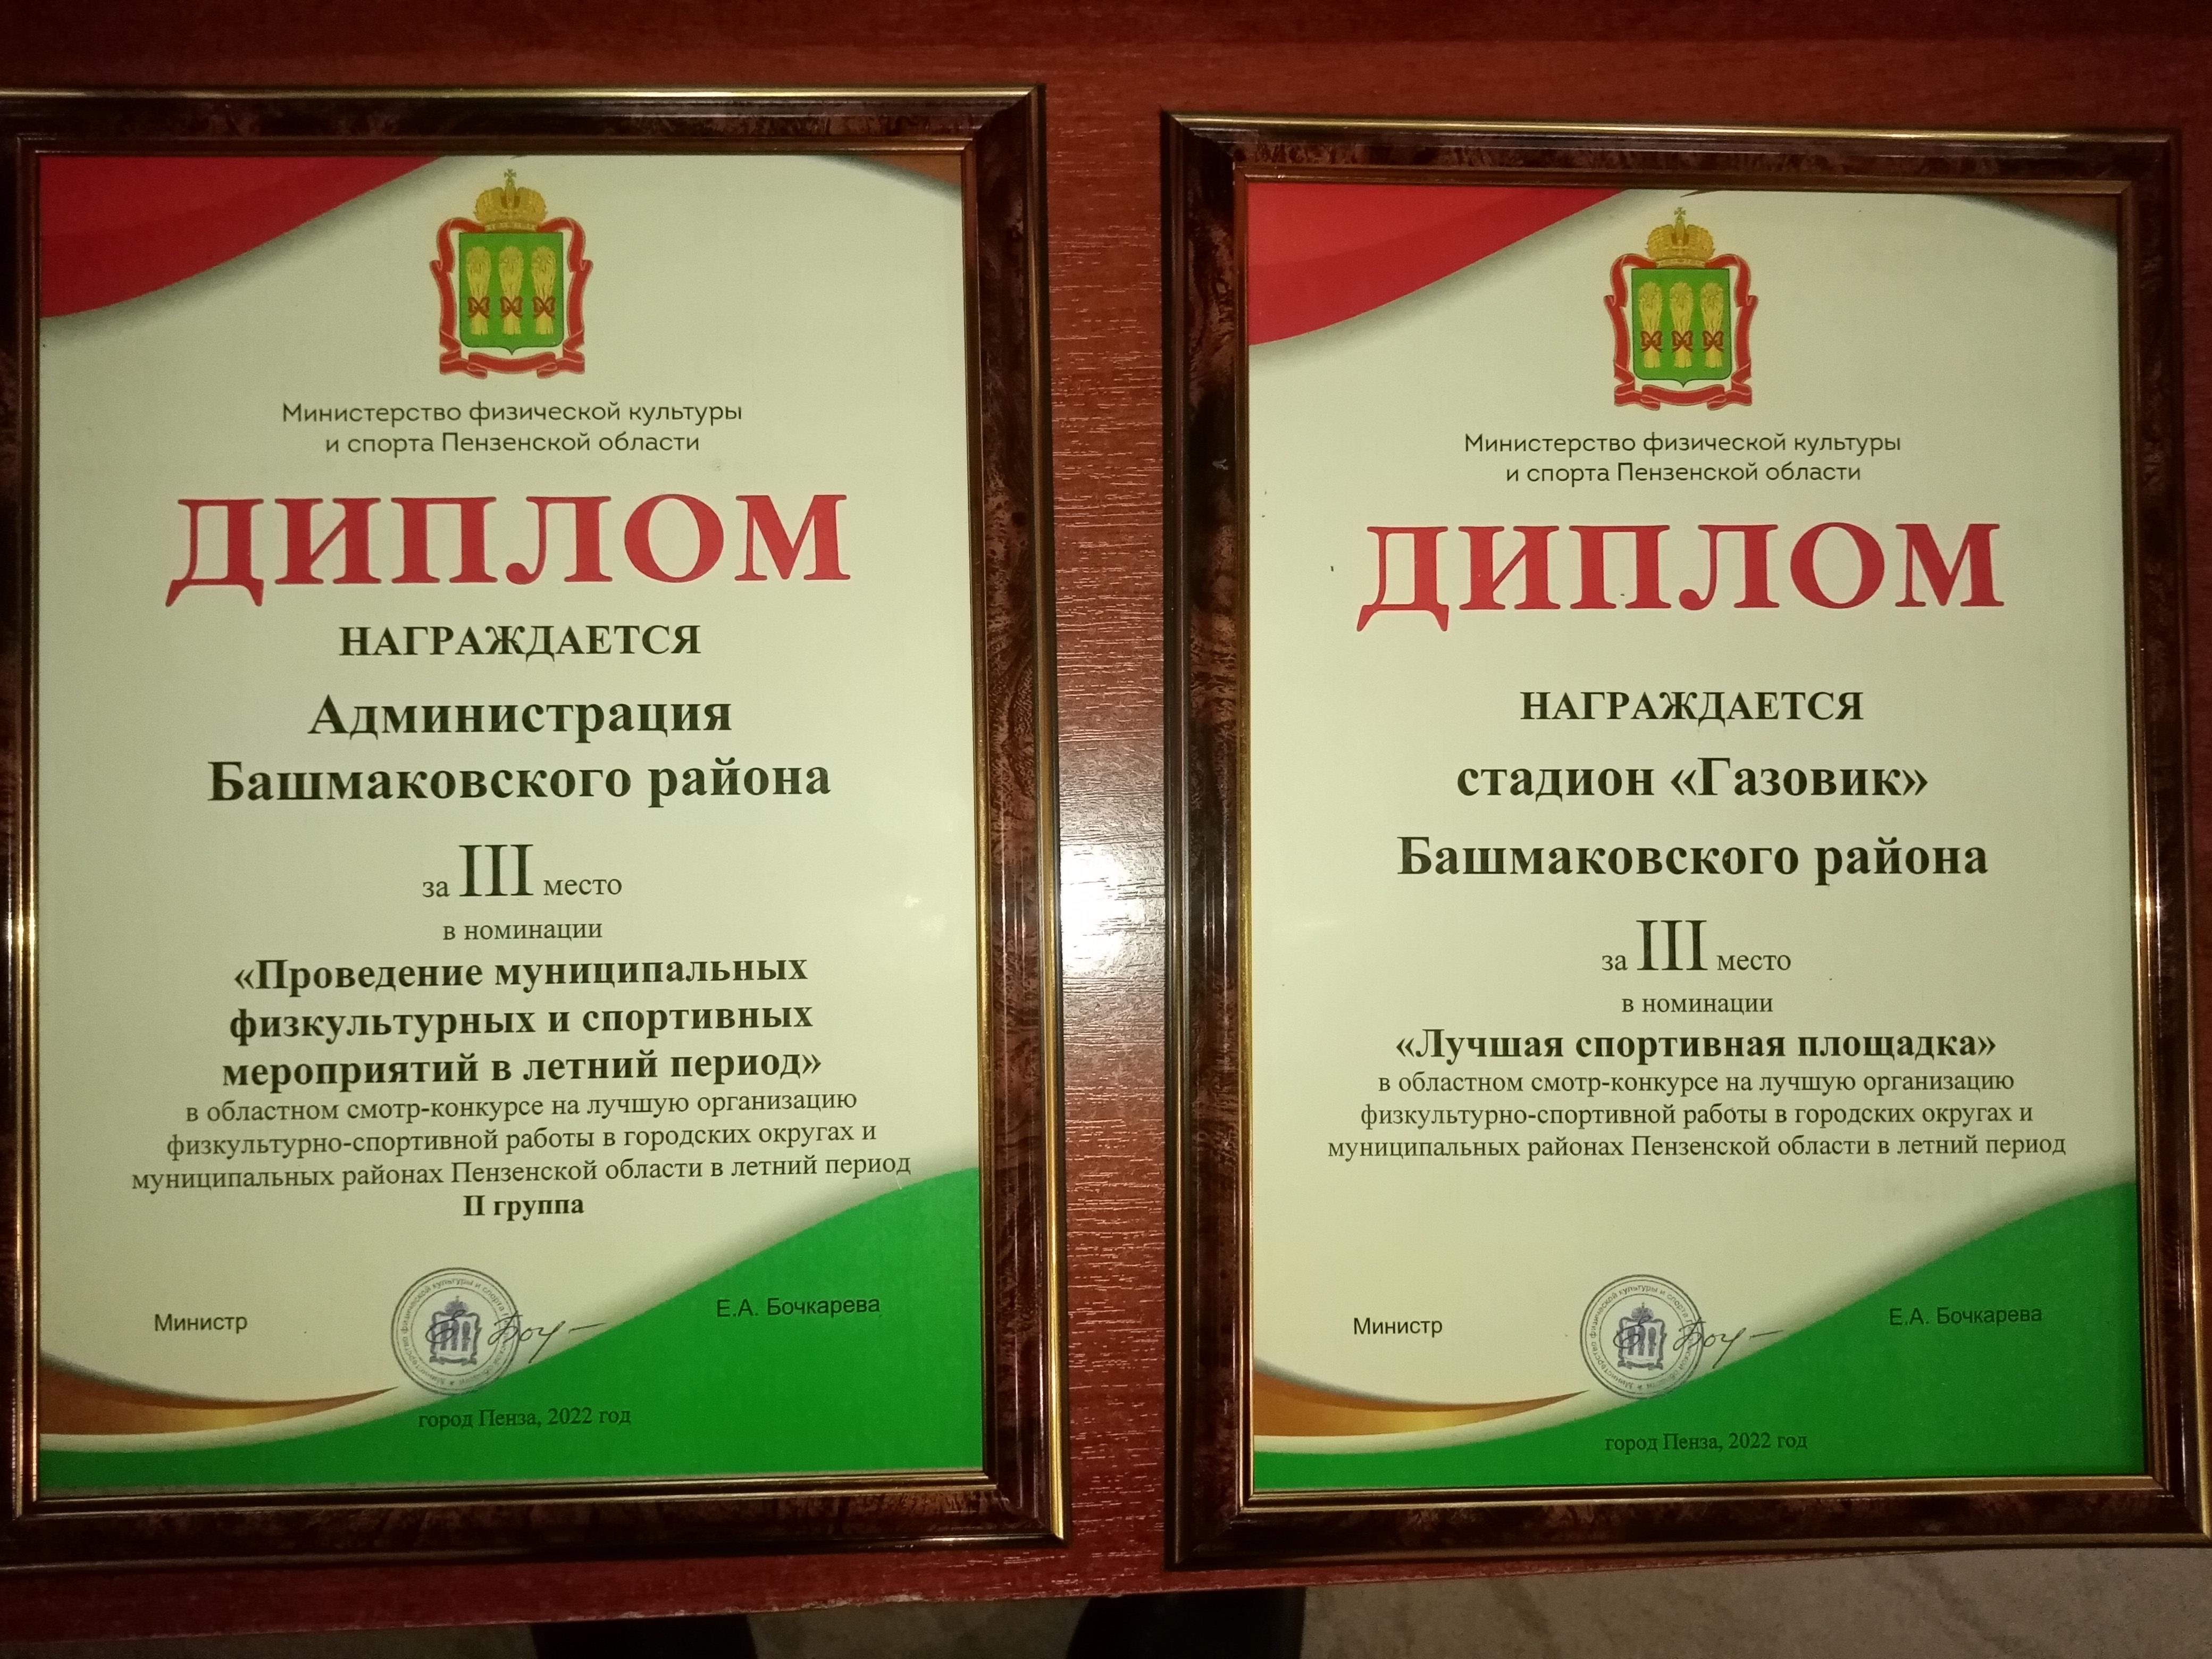 Министерство физической культуры
и спорта Пензенской области
ДИПЛОМ
НАГРАЖДАЕТСЯ
Администрация
Башмаковского района
за III место
в номинации
«Проведение муниципальных
физкультурных и спортивных
мероприятий в летний период»
в областном смотр-конкурсе на лучшую организацию
физкультурно-спортивной работы в городских округах и
муниципальных районах Пензенской области в летний период
II группа
Министр
Е.А. Бочкарева
город Пенза, 2022 год
Министерство физической культуры
и спорта Пензенской области
ДИПЛОМ
НАГРАЖДАЕТСЯ
стадион «Газовик»
Башмаковского района
за III место
в номинации
«Лучшая спортивная площадка»
в областном смотр-конкурсе на лучшую организацию
физкультурно-спортивной работы в городских округах и
муниципальных районах Пензенской области в летний период
Министр
Е.А. Бочкарева
город Пенза, 2022 год